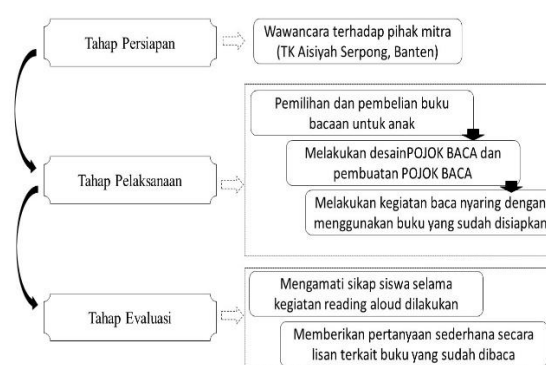 Tahap Persiapan
Wawancara terhadap pihak mitra
(TK Aisiyah Serpong, Banten)
Tahap Pelaksanaan
Pemilihan dan pembelian buku
bacaan untuk anak
Melakukan desainPOJOK BACA dan
pembuatan POJOK BACA
Melakukan kegiatan baca nyaring dengan
menggunakan buku yang sudah disiapkan
Tahap Evaluasi
Mengamati sikap siswa selama
kegiatan reading aloud dilakukan
Memberikan pertanyaan sederhana secara
lisan terkait buku yang sudah dibaca